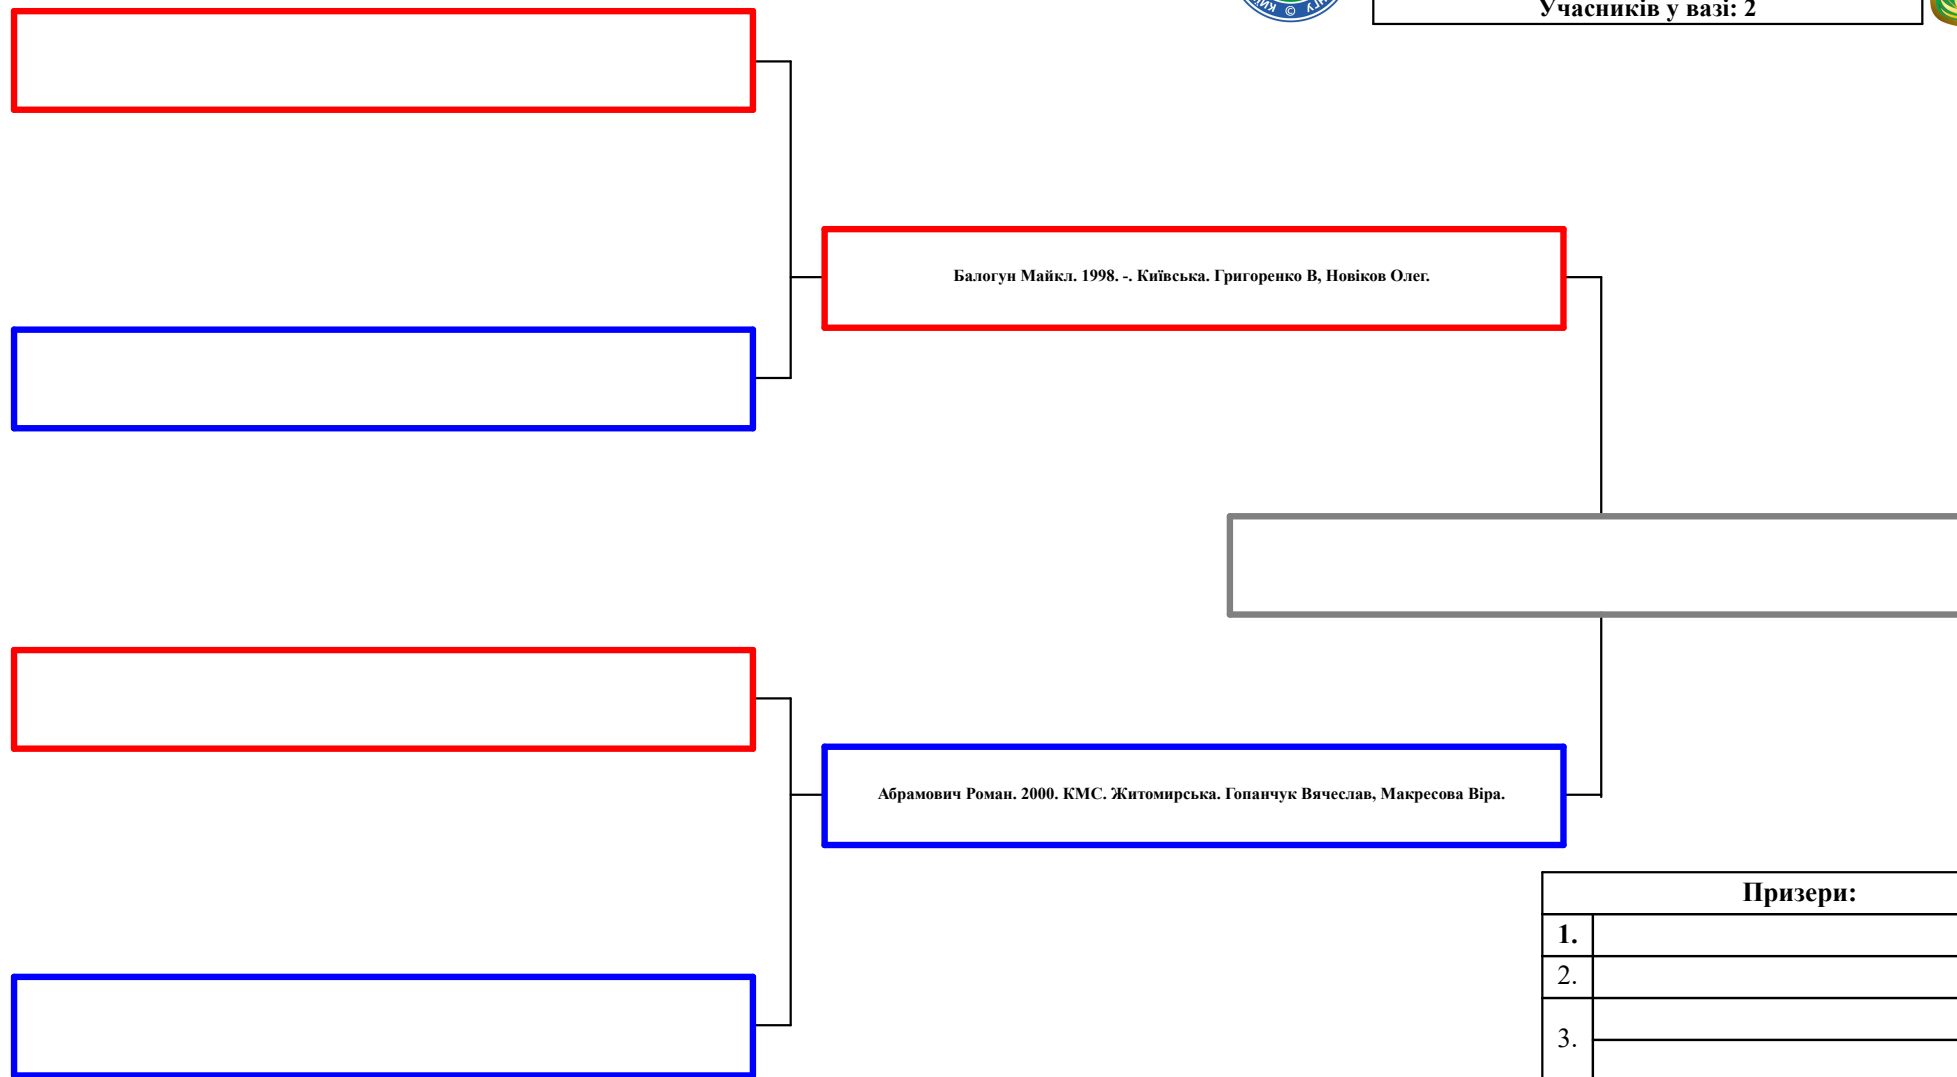 Учасників у вазі: 2
Балогун Майкл. 1998. -. Київська. Григоренко В, Новіков Олег.
Абрамович Роман. 2000. КМС. Житомирська. Гопанчук Вячеслав, Макресова Віра.
Призери:
1.
2.
3.